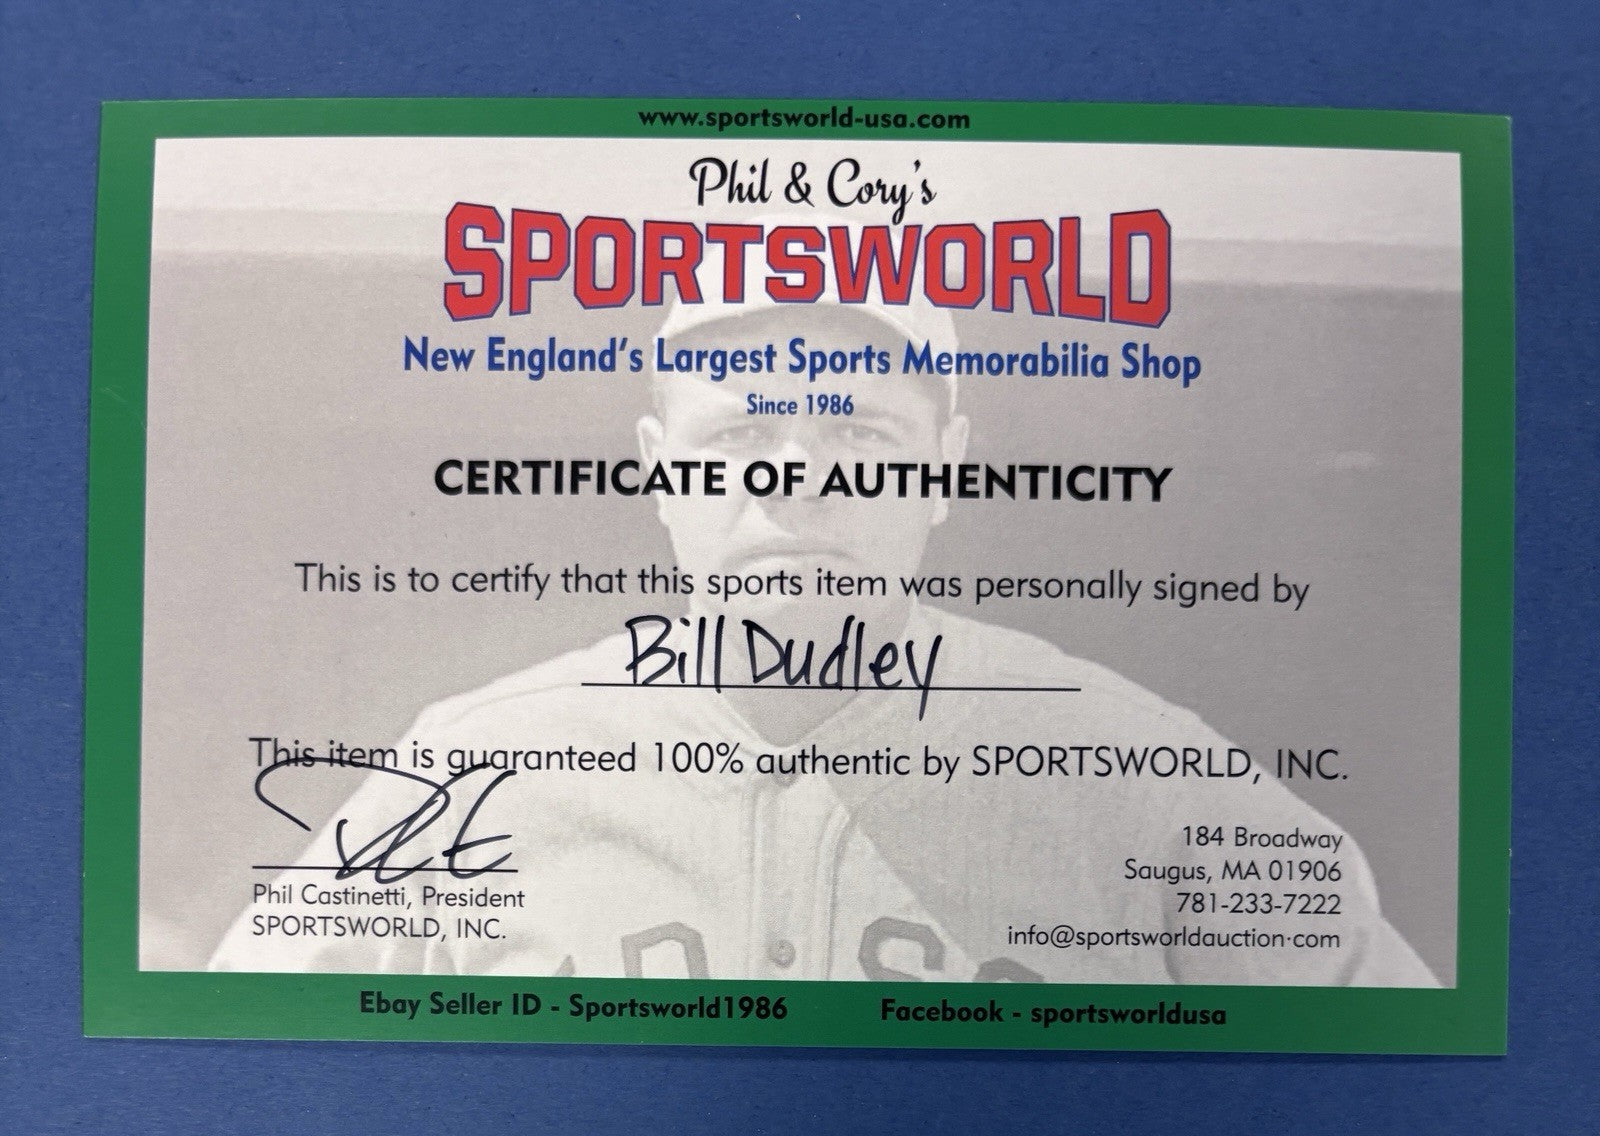 www.sportsworld-usa.com
Phil & Cory's
SPORTSWORLD
New England's Largest Sports Memorabilia Shop
Since 1986
CERTIFICATE OF AUTHENTICITY
This is to certify that this sports item was personally signed by
Bill Dudley
This item is guaranteed 100% authentic by SPORTSWORLD, INC.
Phil Castinetti, President
SPORTSWORLD, INC.
184 Broadway
Saugus, MA 01906
781-233-7222
info@sportsworldauction.com
Ebay Seller ID - Sportsworld1986
Facebook - sportsworldusa